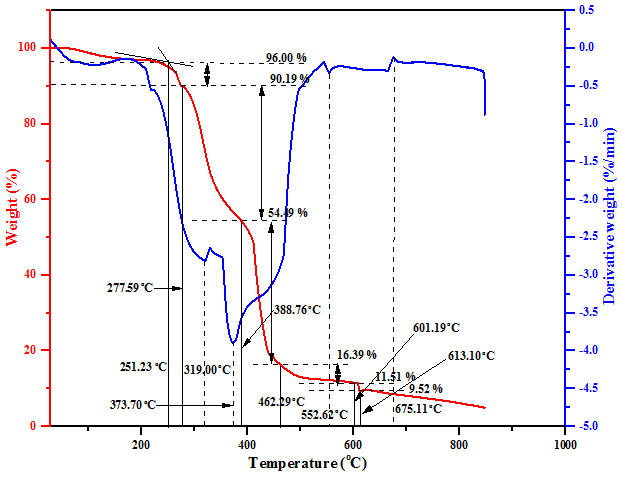 100
80
60
40
20
0
Weight (%)
0.5
0.0
-0.5
-1.0
-1.5
-2.0
-2.5
-3.0
-3.5
-4.0
-4.5
-5.0
Derivative weight (%/min)
96.00 %
90.19 %
54.49 %
277.59°C
388.76°C
601.19°C
16.39 %
613.10°C
251.23°C
319.00°C
11.51 %
9.52 %
373.70°C
462.29°C
552.62°C
675.11°C
200
400
600
800
1000
Temperature (°C)